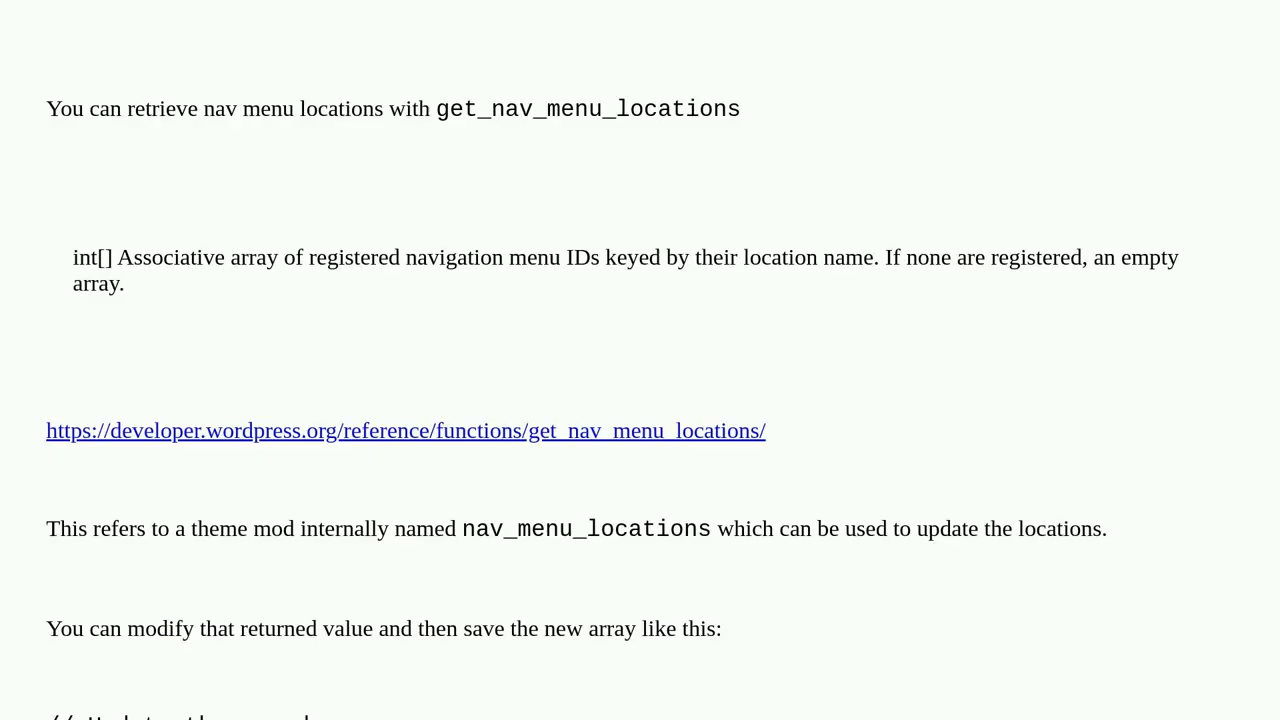 You can retrieve nav menu locations with get_nav_menu_locations
int[] Associative array of registered navigation menu IDs keyed by their location name. If none are registered, an empty
array.
https://developer.wordpress.org/reference/functions/get_nav_menu_locations/
This refers to a theme mod internally named nav_menu_locations which can be used to update the locations.
You can modify that returned value and then save the new array like this: